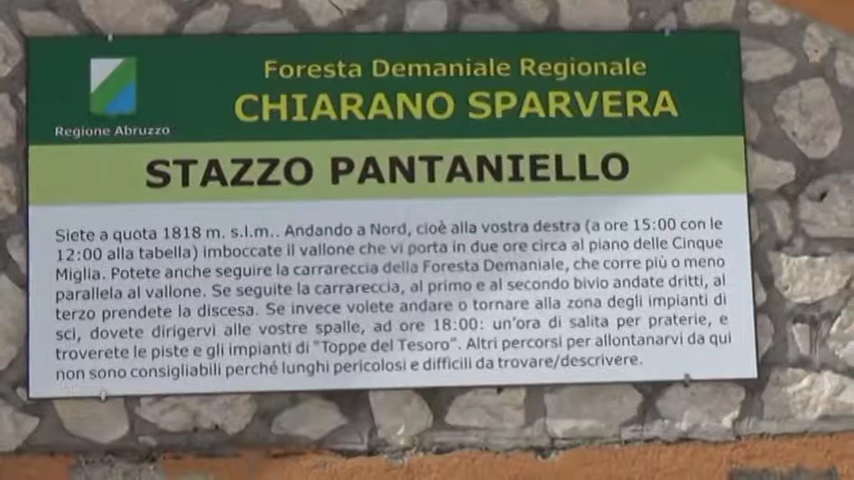 Foresta Demaniale Regionale
CHIARANO SPARVERA
Regione Abruzzo
STAZZO PANTANIELLO
Siete a quota 1818 m. s.l.m.. Andando a Nord, cioè alla vostra destra (a ore 15:00 con le
12:00 alla tabella) imboccate il vallone che vi porta in due ore circa al piano delle Cinque
Miglia. Potete anche seguire la carrareccia della Foresta Demaniale, che corre più o meno
parallela al vallone. Se seguite la carrareccia, al primo e al secondo bivio andate dritti, al
terzo prendete la discesa. Se invece volete andare o tornare alla zona degli impianti di
sci, dovete dirigervi alle vostre spalle, ad ore 18:00: un'ora di salita per praterie, e
troverete le piste e gli impianti di "Toppe del Tesoro". Altri percorsi per allontanarvi da qui
non sono consigliabili perché lunghi pericolosi e difficili da trovare/descrivere.